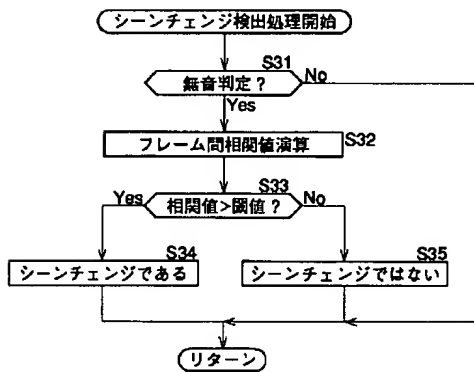 シーンチェンジ検出処理開始
S31
無音判定？
No
Yes
フレーム間相関値演算
S32
S33
Yes
相関値>閾値？
No
S34
シーンチェンジである
S35
シーンチェンジではない
リターン